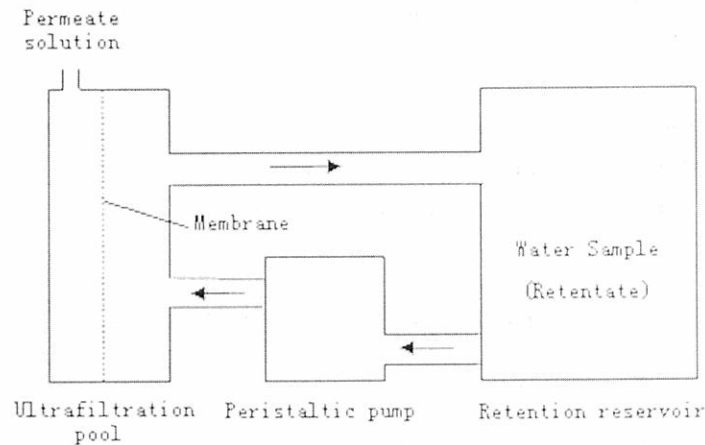 Permeate
solution
Membrane
Water Sample
(Retentate)
Ultrafiltration
pool
Peristaltic pump
Retention reservoir